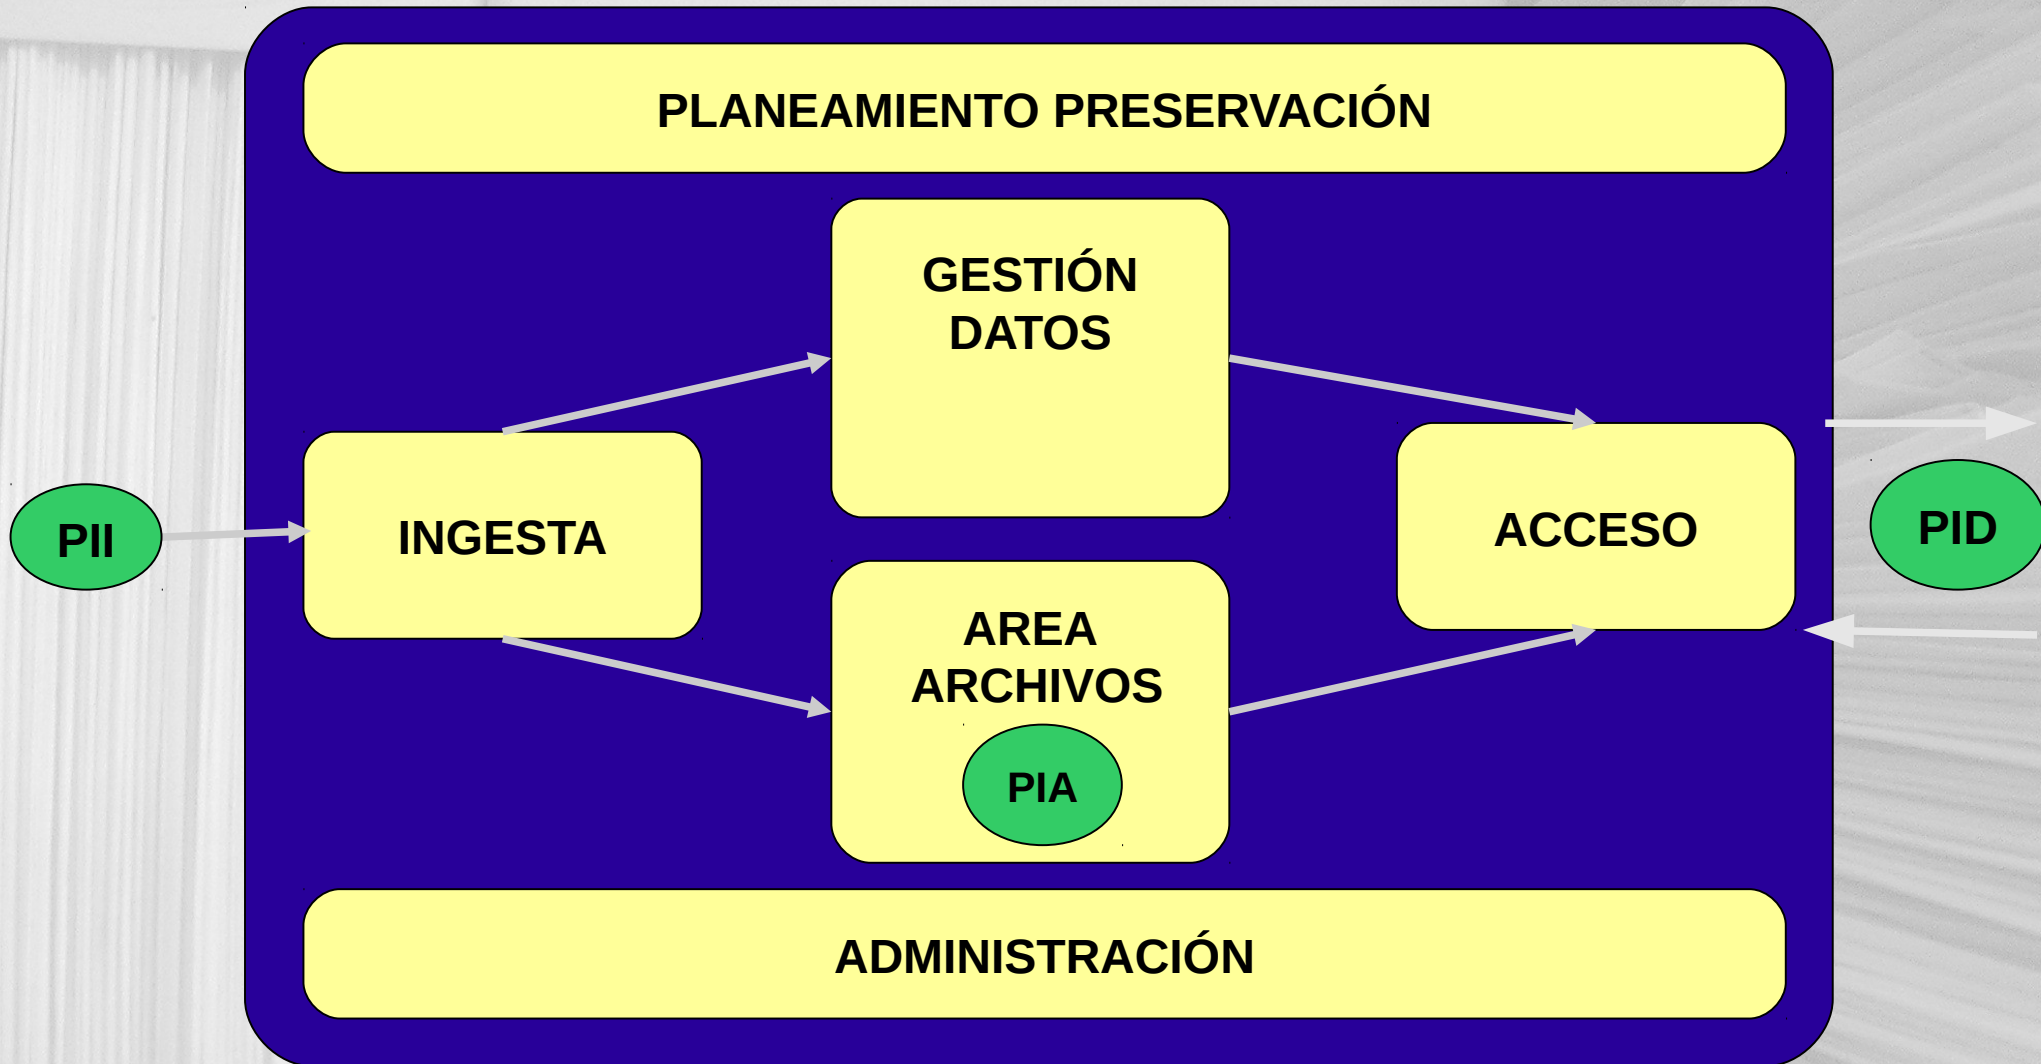 PLANEAMIENTO PRESERVACIÓN
GESTIÓN
DATOS
PII
INGESTA
ACCESO
PID
AREA
ARCHIVOS
PIA
ADMINISTRACIÓN